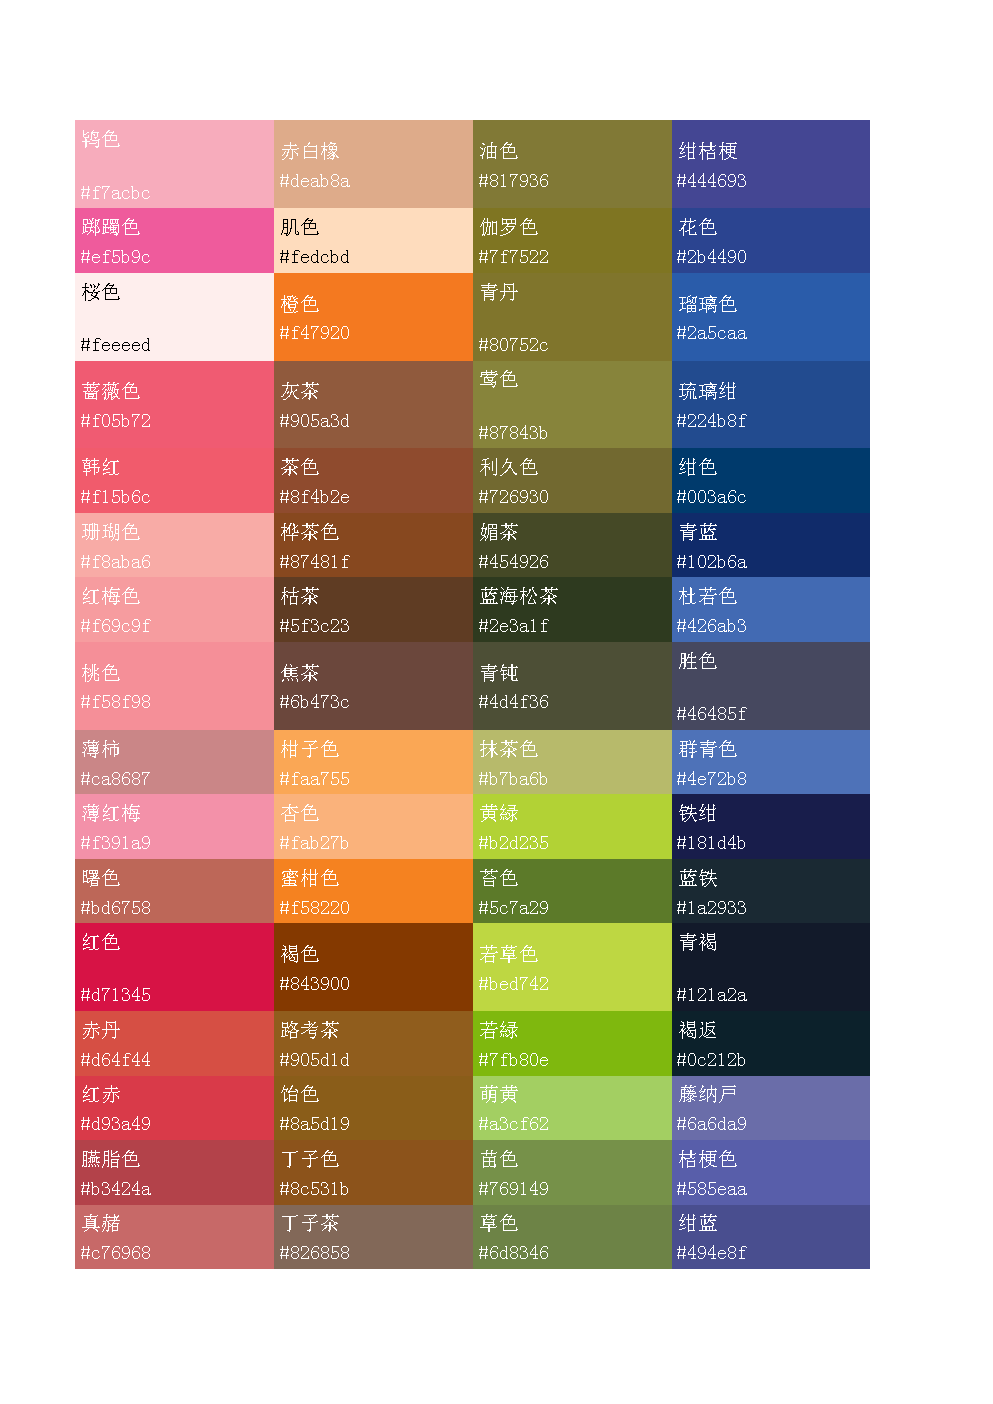 鸨色
#f7acbc
赤白橡
#deab8a
油色
#817936
绀桔梗
#444693
踯躅色
#ef5b9c
肌色
#fedcbd
伽罗色
#7f7522
花色
#2b4490
桜色
#feeeed
橙色
#f47920
青丹
#80752c
瑠璃色
#2a5caa
蔷薇色
#f05b72
灰茶
#905a3d
莺色
#87843b
琉璃绀
#224b8f
韩红
#f15b6c
茶色
#8f4b2e
利久色
#726930
绀色
#003a6c
珊瑚色
#f8aba6
桦茶色
#87481f
媚茶
#454926
青蓝
#102b6a
红梅色
#f69c9f
枯茶
#5f3c23
蓝海松茶
#2e3a1f
杜若色
#426ab3
桃色
#f58f98
焦茶
#6b473c
青钝
#4d4f36
胜色
#46485f
薄柿
#ca8687
柑子色
#faa755
抹茶色
#b7ba6b
群青色
#4e72b8
薄红梅
#f391a9
杏色
#fab27b
黄緑
#b2d235
铁绀
#181d4b
曙色
#bd6758
蜜柑色
#f58220
苔色
#5c7a29
蓝铁
#1a2933
红色
#d71345
褐色
#843900
若草色
#bed742
青褐
#121a2a
赤丹
#d64f44
路考茶
#905d1d
若緑
#7fb80e
褐返
#0c212b
红赤
#d93a49
饴色
#8a5d19
萌黄
#a3cf62
藤纳戸
#6a6da9
臙脂色
#b3424a
丁子色
#8c531b
苗色
#769149
桔梗色
#585eaa
真赭
#c76968
丁子茶
#826858
草色
#6d8346
绀蓝
#494e8f